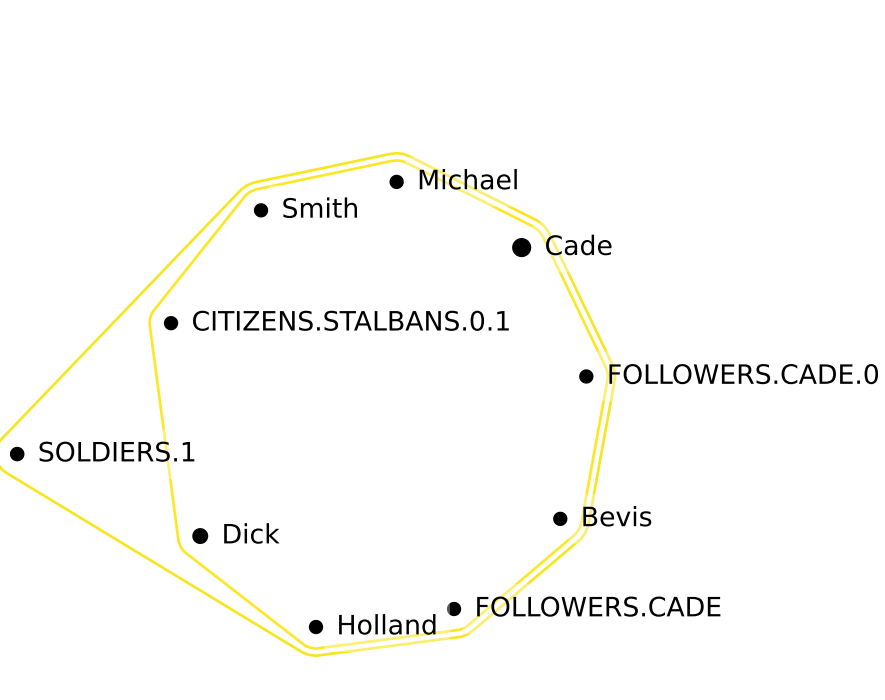 Michael
Smith
Cade
CITIZENS.STALBANS.0.1
FOLLOWERS.CADE.0
SOLDIERS.1
Bevis
Dick
FOLLOWERS.CADE
Holland